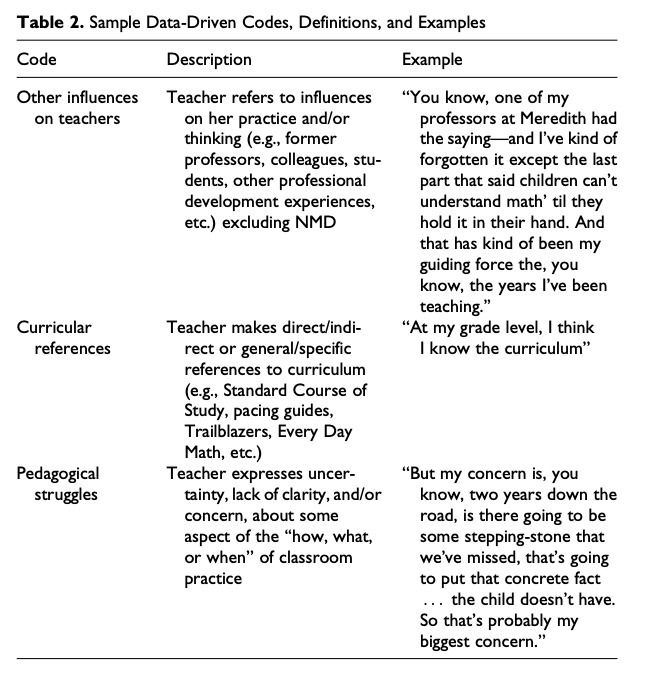 Table 2. Sample Data-Driven Codes, Definitions, and Examples
Code Description Example
Other influences on teachers
Teacher refers to influences
on her practice and/or
thinking (e.g., former
professors, colleagues, stu-
dents, other professional
development experiences,
etc.) excluding NMD
“You know, one of my
professors at Meredith had
the saying—and I’ve kind of
forgotten it except the last
part that said children can’t
understand math’ til they
hold it in their hand. And
that has kind of been my
guiding force the, you
know, the years I’ve been
teaching.”
Curricular
references
Teacher makes direct/indi-
rect or general/specific
references to curriculum
(e.g., Standard Course of
Study, pacing guides,
Trailblazers, Every Day
Math, etc.)
“At my grade level, I think
I know the curriculum”
Pedagogical
struggles
Teacher expresses uncer-
tainty, lack of clarity, and/or
concern, about some
aspect of the “how, what,
or when” of classroom
practice
“But my concern is, you
know, two years down the
road, is there going to be
some stepping-stone that
we’ve missed, that’s going
to put that concrete fact
… the child doesn’t have.
So that’s probably my
biggest concern.”